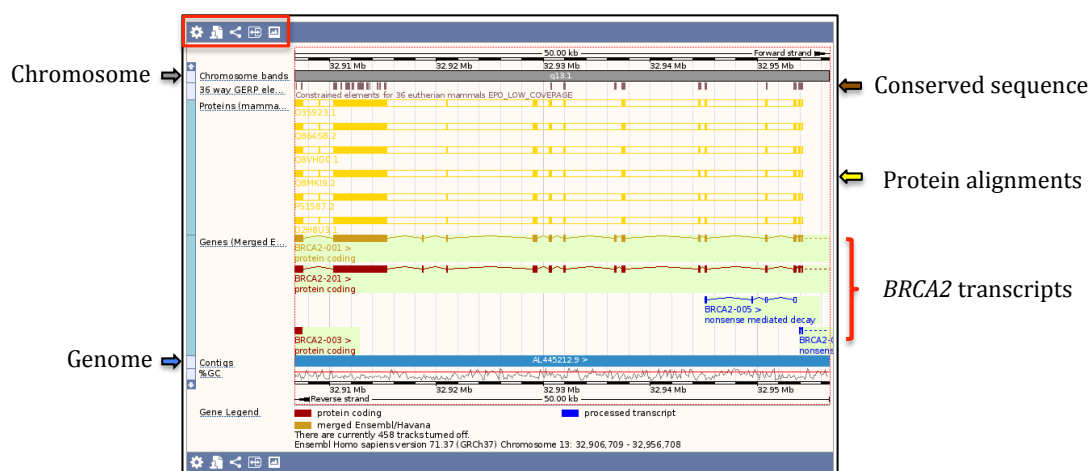 50.00 kb
Forward strand
32.91 Mb
32.92 Mb
32.93 Mb
32.94 Mb
32.95 Mb
Chromosome
Chromosome bands
q13.1
36 way GERP ele...
Constrained elements for 36 eutherian mammals EPO_LOW_COVERAGE
Conserved sequence
Proteins (mamma...
O35923.1
Q864S8.2
Q8VHD0.1
Q8MKI9.2
P51587.2
D2H8U3.1
Protein alignments
Genes (Merged E...
BRCA2-001 >
protein coding
BRCA2-201 >
protein coding
BRCA2 transcripts
BRCA2-005 >
nonsense mediated decay
BRCA2-003 >
protein coding
BRCA2-0
nonsens
Genome
Contigs
AL445212.9 >
%GC
32.91 Mb
32.92 Mb
32.93 Mb
32.94 Mb
32.95 Mb
Reverse strand
50.00 kb
Gene Legend
protein coding
processed transcript
merged Ensembl/Havana
There are currently 458 tracks turned off.
Ensembl Homo sapiens version 71.37 (GRCh37) Chromosome 13: 32,906,709 - 32,956,708